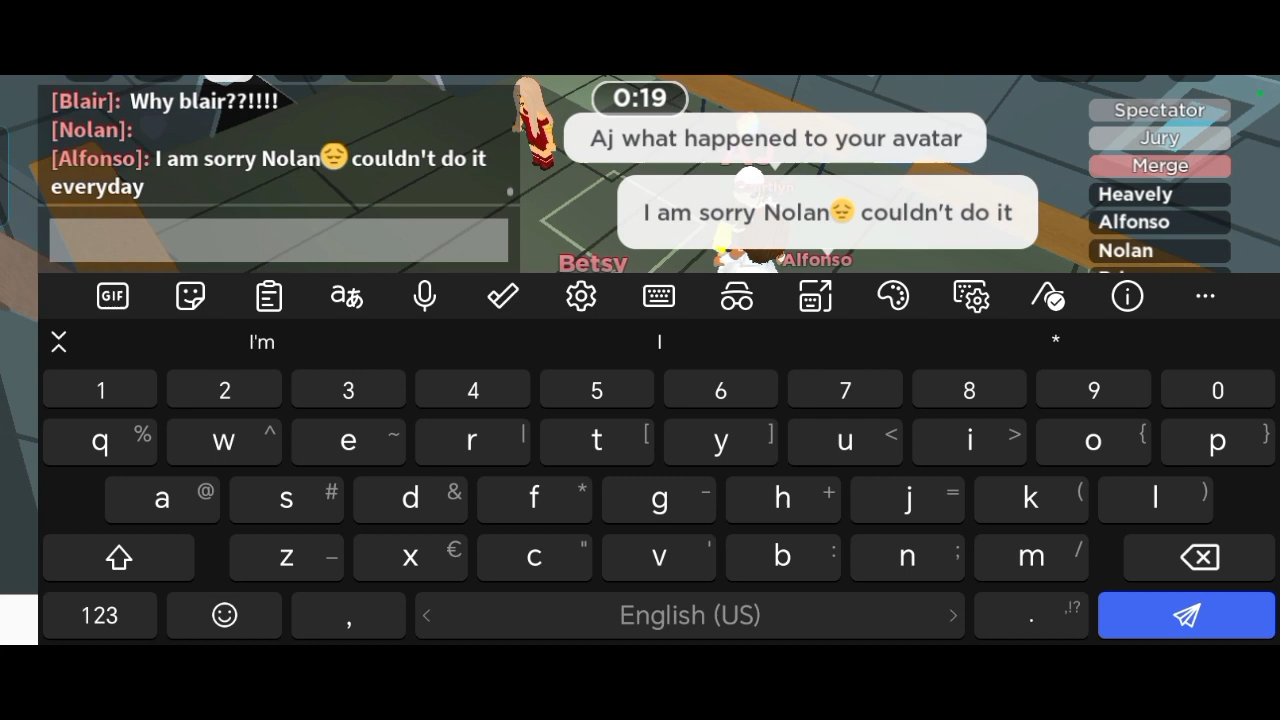 [Blair]: Why blair??!!!!
[Nolan]:
[Alfonso]: I am sorry Nolan😔 couldn't do it
everyday
0:19
Aj what happened to your avatar
I am sorry Nolan😔 couldn't do it
Betsy
Alfonso
Spectator
Jury
Merge
Heavely
Alfonso
Nolan
GIF
I'm I *
1 2 3 4 5 6 7 8 9 0
q % w ^ e ~ r | t [ y ] u < i > o { p }
a @ s # d & f * g - h + j = k ( l )
z _ x € c " v ' b : n ; m /
123 , < English (US) > . ,!?